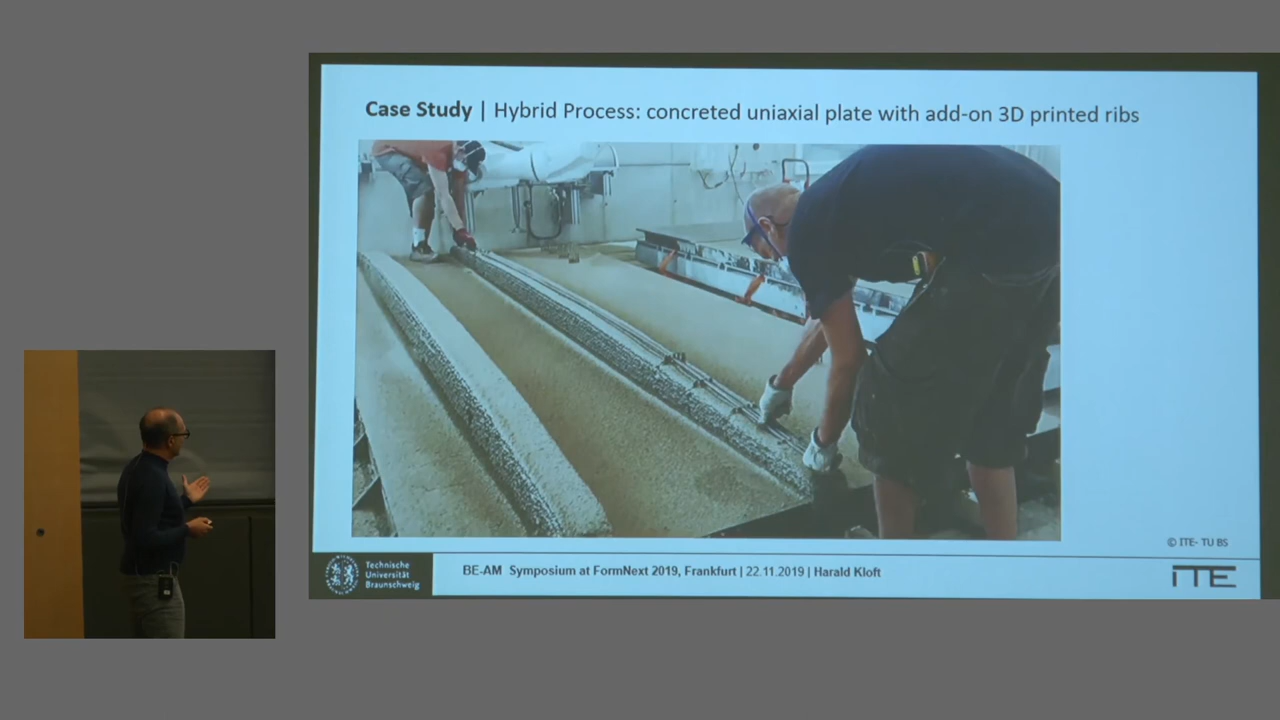 Case Study | Hybrid Process: concreted uniaxial plate with add-on 3D printed ribs
© ITE- TU BS
Technische
Universität
Braunschweig
BE-AM Symposium at FormNext 2019, Frankfurt | 22.11.2019 | Harald Kloft
iTE